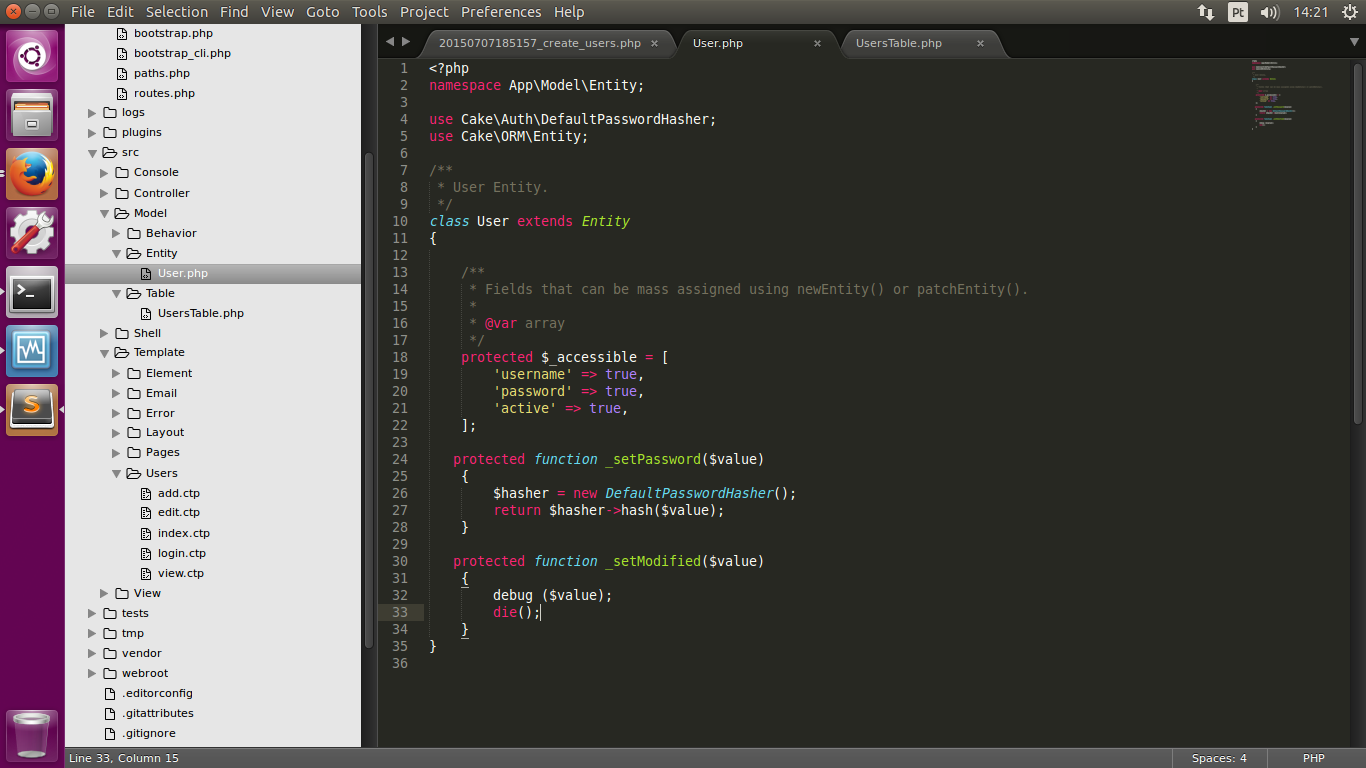 File Edit Selection Find View Goto Tools Project Preferences Help
Pt 14:21
bootstrap.php
bootstrap_cli.php
paths.php
routes.php
logs
plugins
src
Console
Controller
Model
Behavior
Entity
User.php
Table
UsersTable.php
Shell
Template
Element
Email
Error
Layout
Pages
Users
add.ctp
edit.ctp
index.ctp
login.ctp
view.ctp
View
tests
tmp
vendor
webroot
.editorconfig
.gitattributes
.gitignore
20150707185157_create_users.php × User.php × UsersTable.php ×
1 <?php
2 namespace App\Model\Entity;
3
4 use Cake\Auth\DefaultPasswordHasher;
5 use Cake\ORM\Entity;
6
7 /**
8 * User Entity.
9 */
10 class User extends Entity
11 {
12
13 /**
14 * Fields that can be mass assigned using newEntity() or patchEntity().
15 *
16 * @var array
17 */
18 protected $_accessible = [
19 'username' => true,
20 'password' => true,
21 'active' => true,
22 ];
23
24 protected function _setPassword($value)
25 {
26 $hasher = new DefaultPasswordHasher();
27 return $hasher->hash($value);
28 }
29
30 protected function _setModified($value)
31 {
32 debug ($value);
33 die();
34 }
35 }
36
Line 33, Column 15 Spaces: 4 PHP